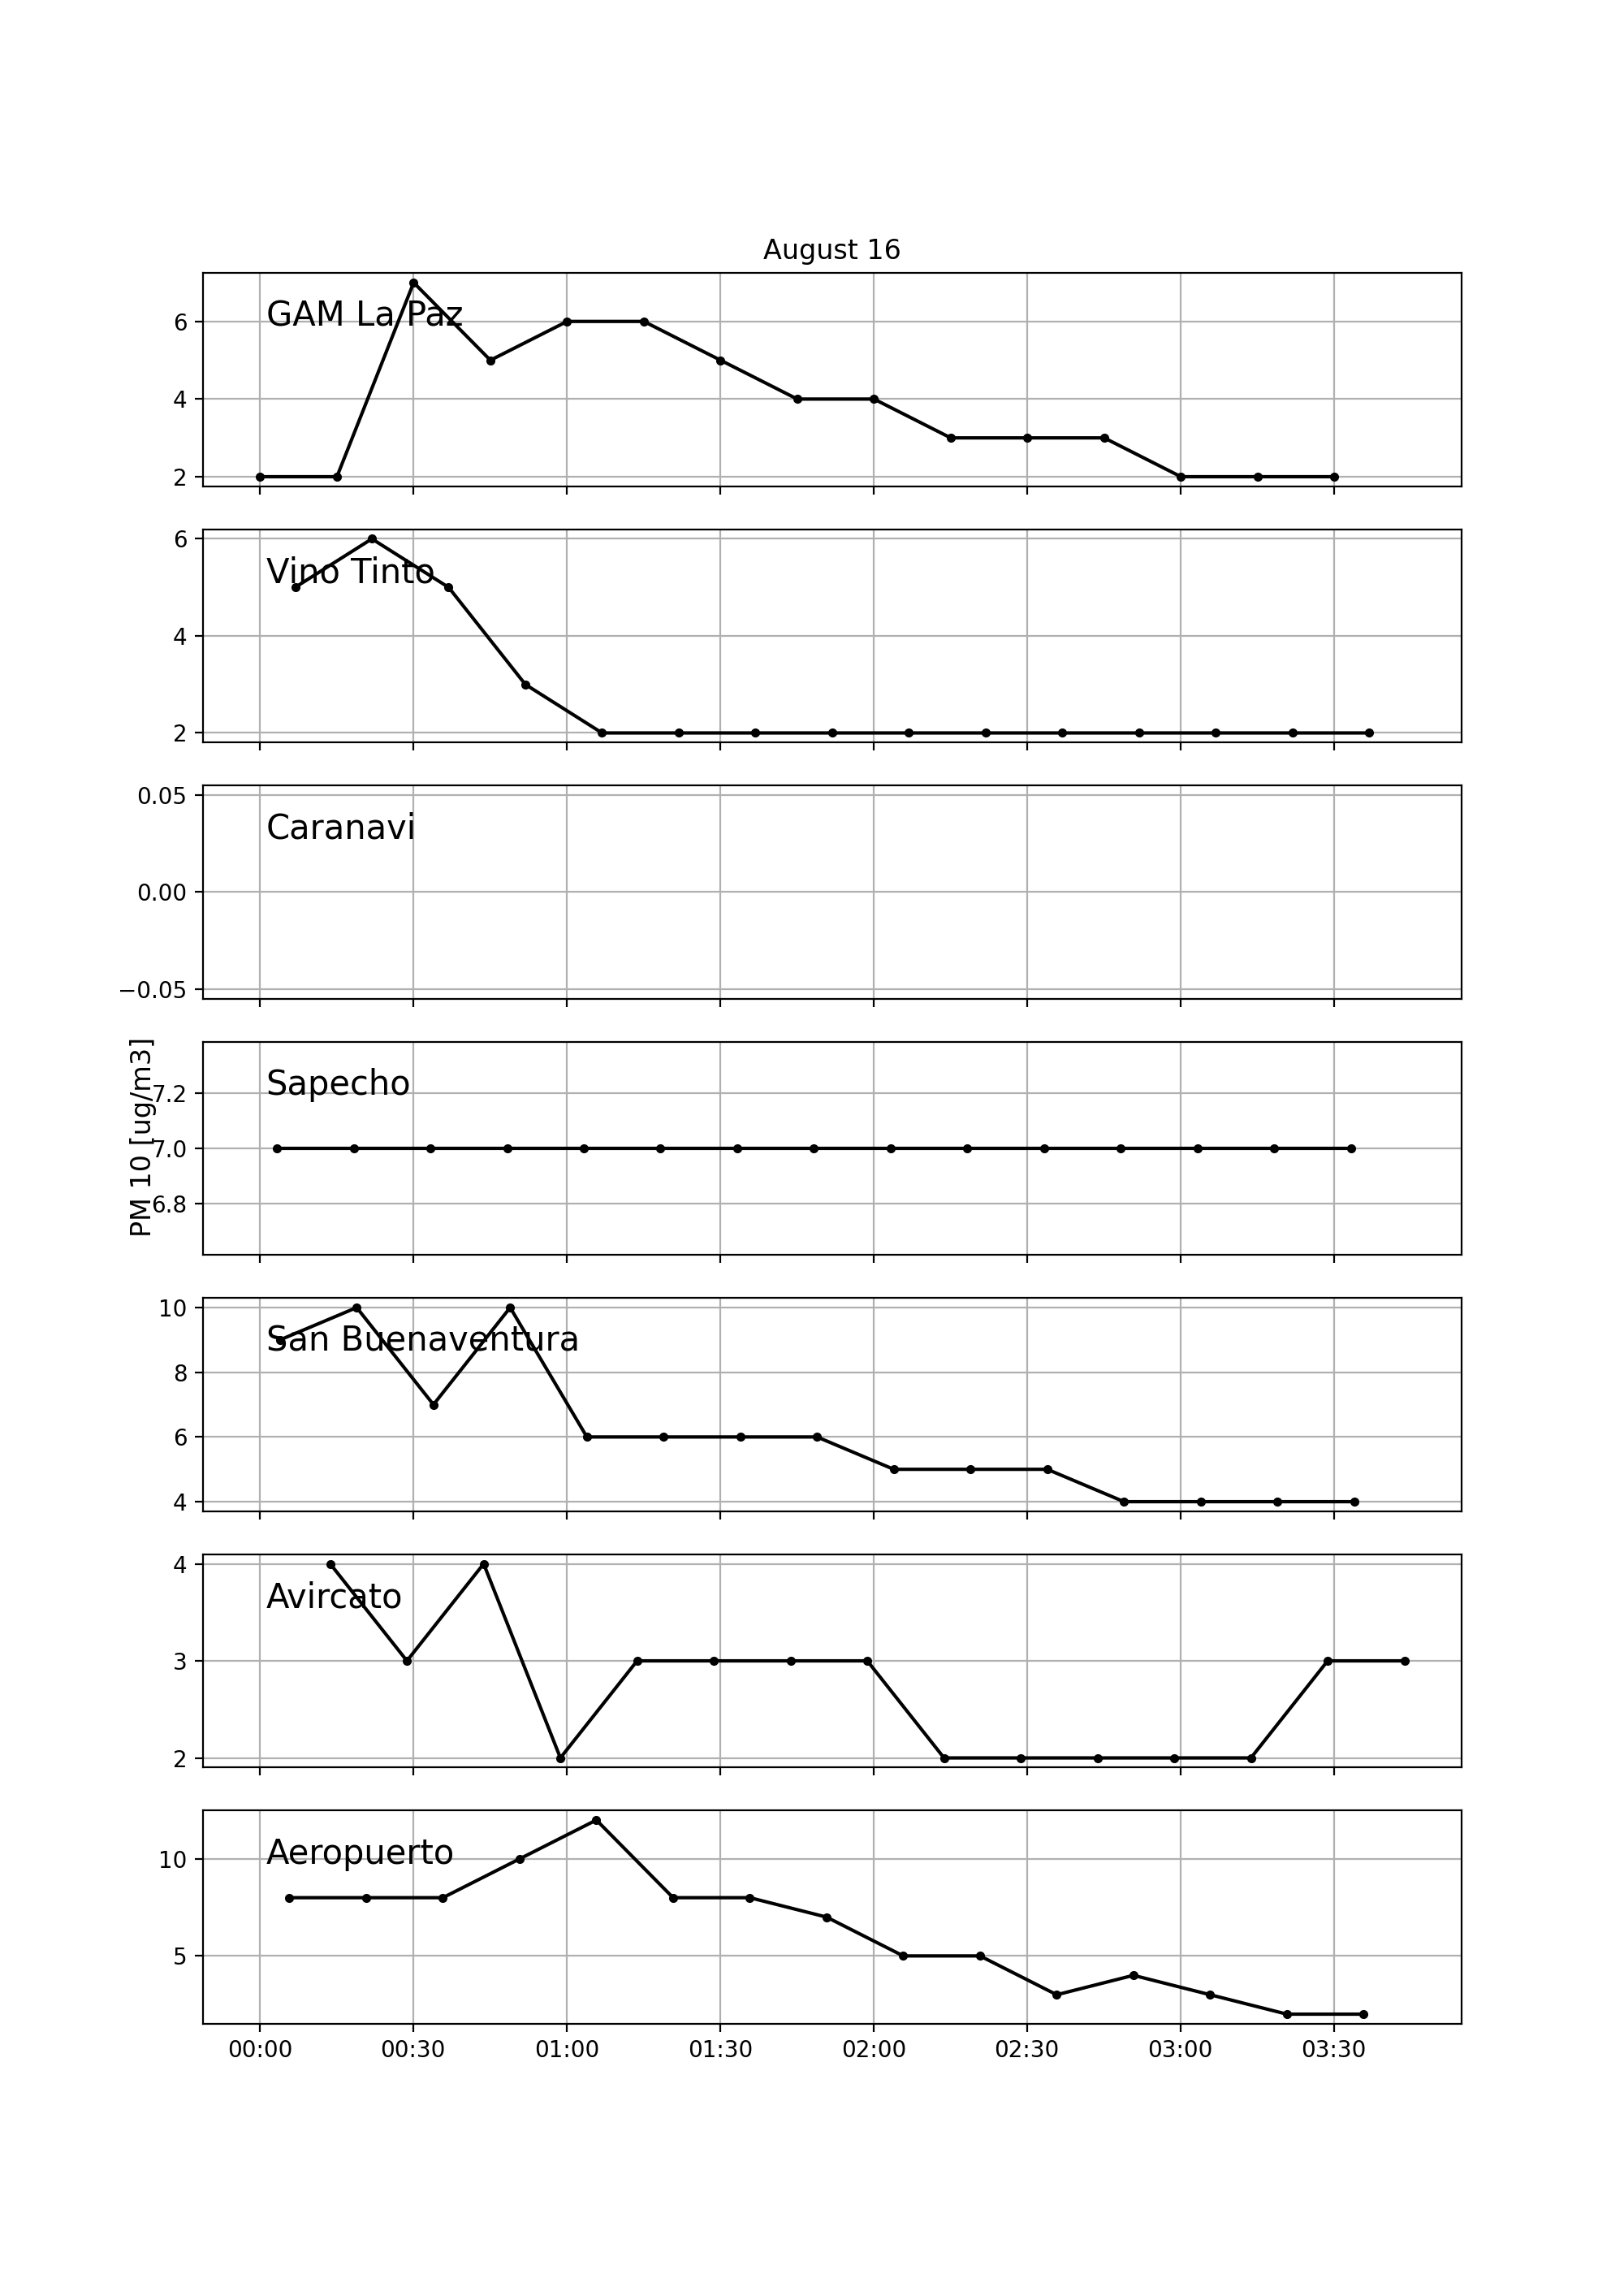 August 16
GAM La Paz
6
4
2
Vino Tinto
6
4
2
Caranavi
0.05
0.00
−0.05
PM 10 [ug/m3]
Sapecho
7.2
7.0
6.8
San Buenaventura
10
8
6
4
Avircato
4
3
2
Aeropuerto
10
5
00:00 00:30 01:00 01:30 02:00 02:30 03:00 03:30